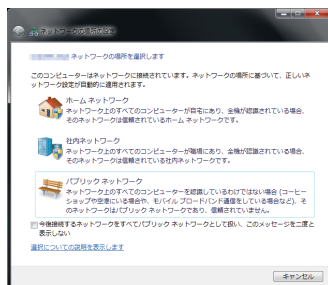 ネットワークの場所の設定
ネットワークの場所を選択します
このコンピューターはネットワークに接続されています。ネットワークの場所に基づいて、正しいネ
ットワーク設定が自動的に適用されます。
ホーム ネットワーク
ネットワーク上のすべてのコンピューターが自宅にあり、全機が認識されている場合、
そのネットワークは信頼されているホーム ネットワークです。
社内ネットワーク
ネットワーク上のすべてのコンピューターが職場にあり、全機が認識されている場合、
そのネットワークは信頼されている社内ネットワークです。
パブリック ネットワーク
ネットワーク上のすべてのコンピューターを認識しているわけではない場合 (コーヒー
ショップや空港にいる場合や、モバイル ブロードバンド通信をしている場合など)、そ
のネットワークはパブリック ネットワークであり、信頼されていません。
今後接続するネットワークをすべてパブリック ネットワークとして扱い、このメッセージを二度と
表示しない
選択についての説明を表示します
キャンセル